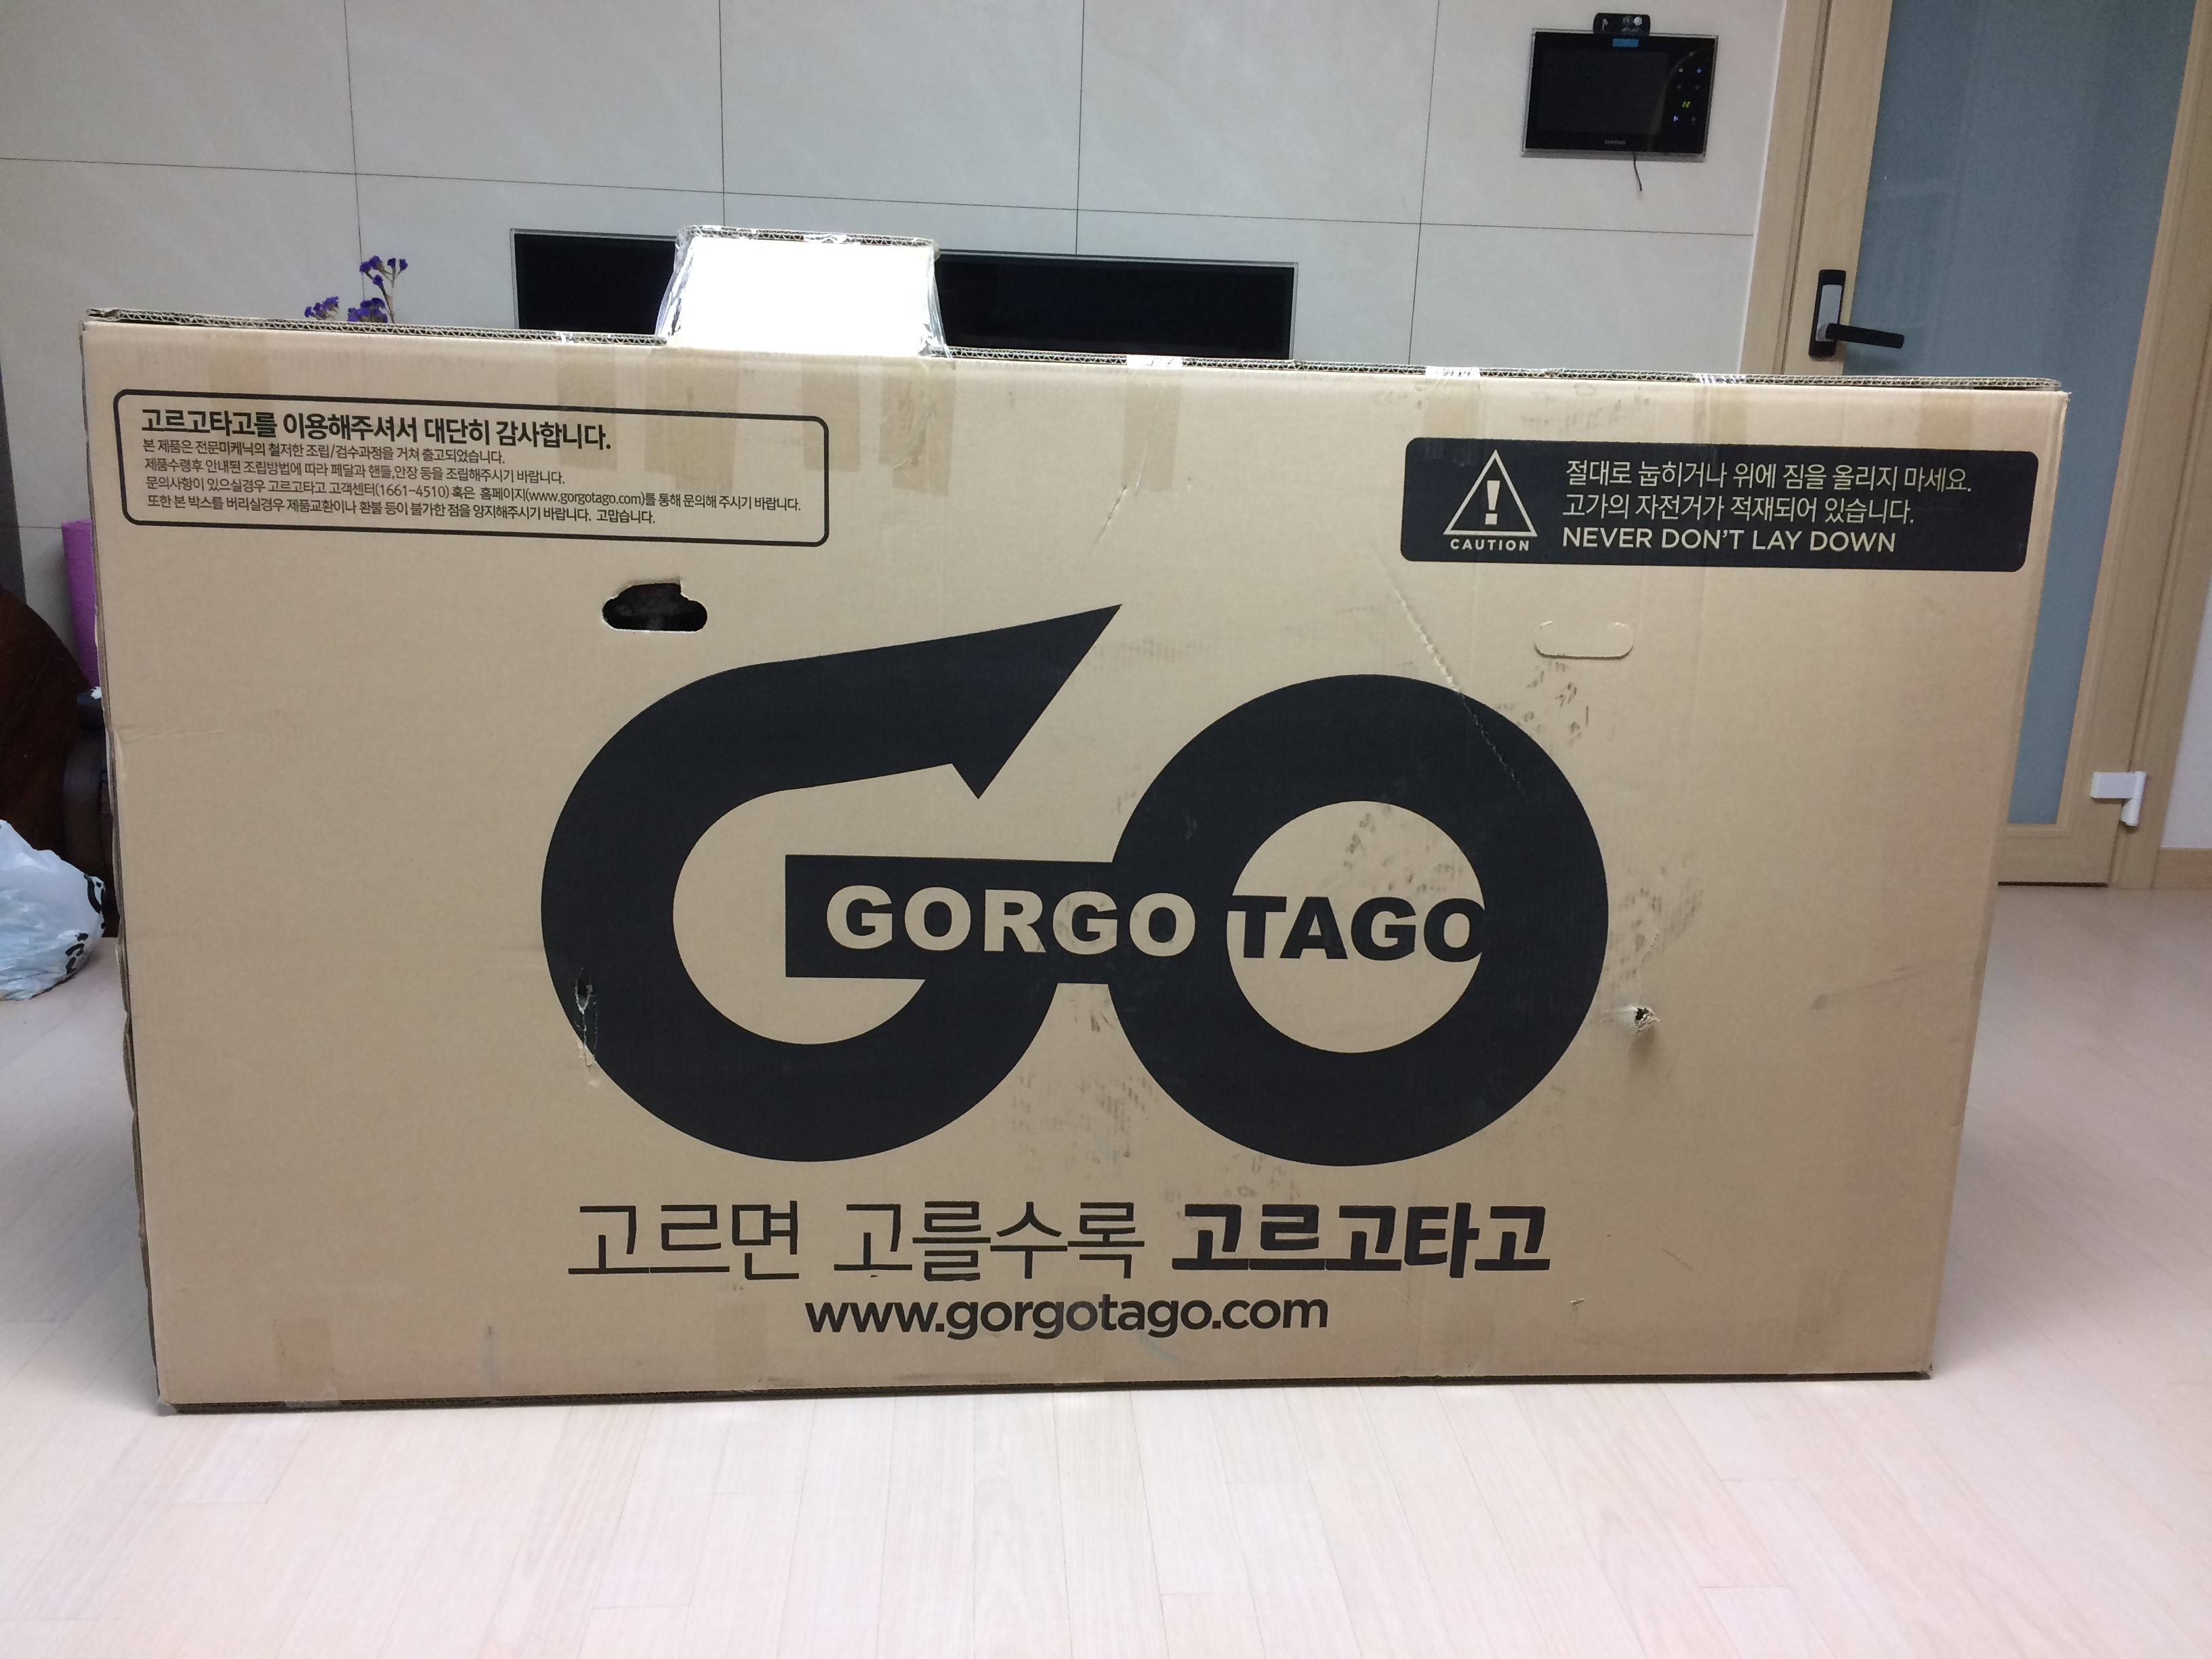 고르고타고를 이용해주셔서 대단히 감사합니다.
본 제품은 전문미케닉의 철저한 조립/검수과정을 거쳐 출고되었습니다.
제품수령후 안내된 조립방법에 따라 페달과 핸들,안장 등을 조립해주시기 바랍니다.
문의사항이 있으실경우 고르고타고 고객센터(1661-4510) 혹은 홈페이지(www.gorgotago.com)를 통해 문의해 주시기 바랍니다.
또한 본 박스를 버리실경우 제품교환이나 환불 등이 불가한 점을 양지해주시기 바랍니다. 고맙습니다.
절대로 눕히거나 위에 짐을 올리지 마세요.
고가의 자전거가 적재되어 있습니다.
NEVER DON'T LAY DOWN
CAUTION
GO
GORGO TAGO
고르면 고를수록 고르고타고
www.gorgotago.com